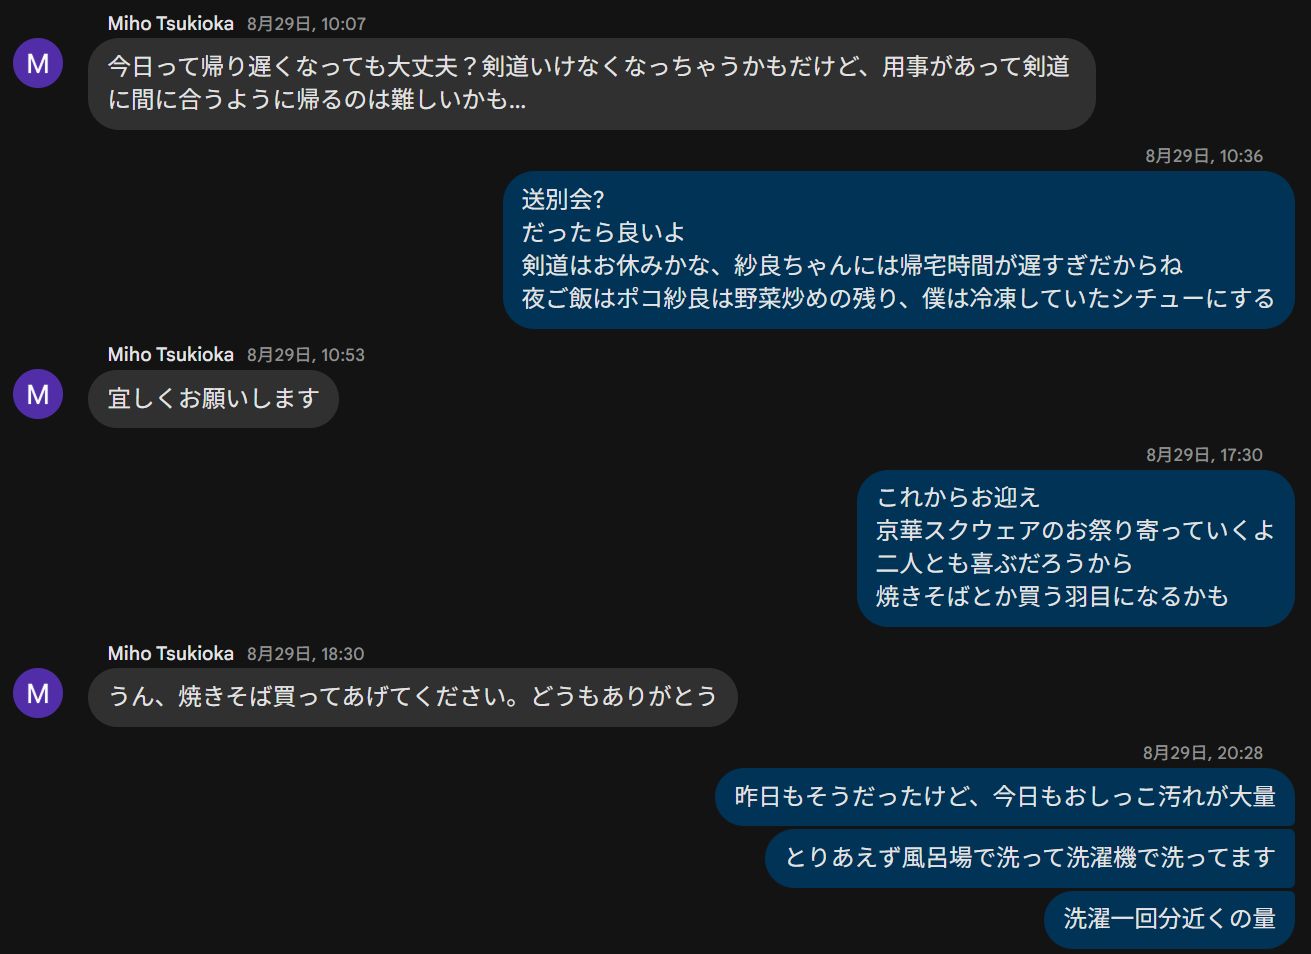 Miho Tsukioka 8月29日, 10:07
M
今日って帰り遅くなっても大丈夫？剣道いけなくなっちゃうかもだけど、用事があって剣道
に間に合うように帰るのは難しいかも...
8月29日, 10:36
送別会?
だったら良いよ
剣道はお休みかな、紗良ちゃんには帰宅時間が遅すぎだからね
夜ご飯はポコ紗良は野菜炒めの残り、僕は冷凍していたシチューにする
Miho Tsukioka 8月29日, 10:53
M
宜しくお願いします
8月29日, 17:30
これからお迎え
京華スクウェアのお祭り寄っていくよ
二人とも喜ぶだろうから
焼きそばとか買う羽目になるかも
Miho Tsukioka 8月29日, 18:30
M
うん、焼きそば買ってあげてください。どうもありがとう
8月29日, 20:28
昨日もそうだったけど、今日もおしっこ汚れが大量
とりあえず風呂場で洗って洗濯機で洗ってます
洗濯一回分近くの量